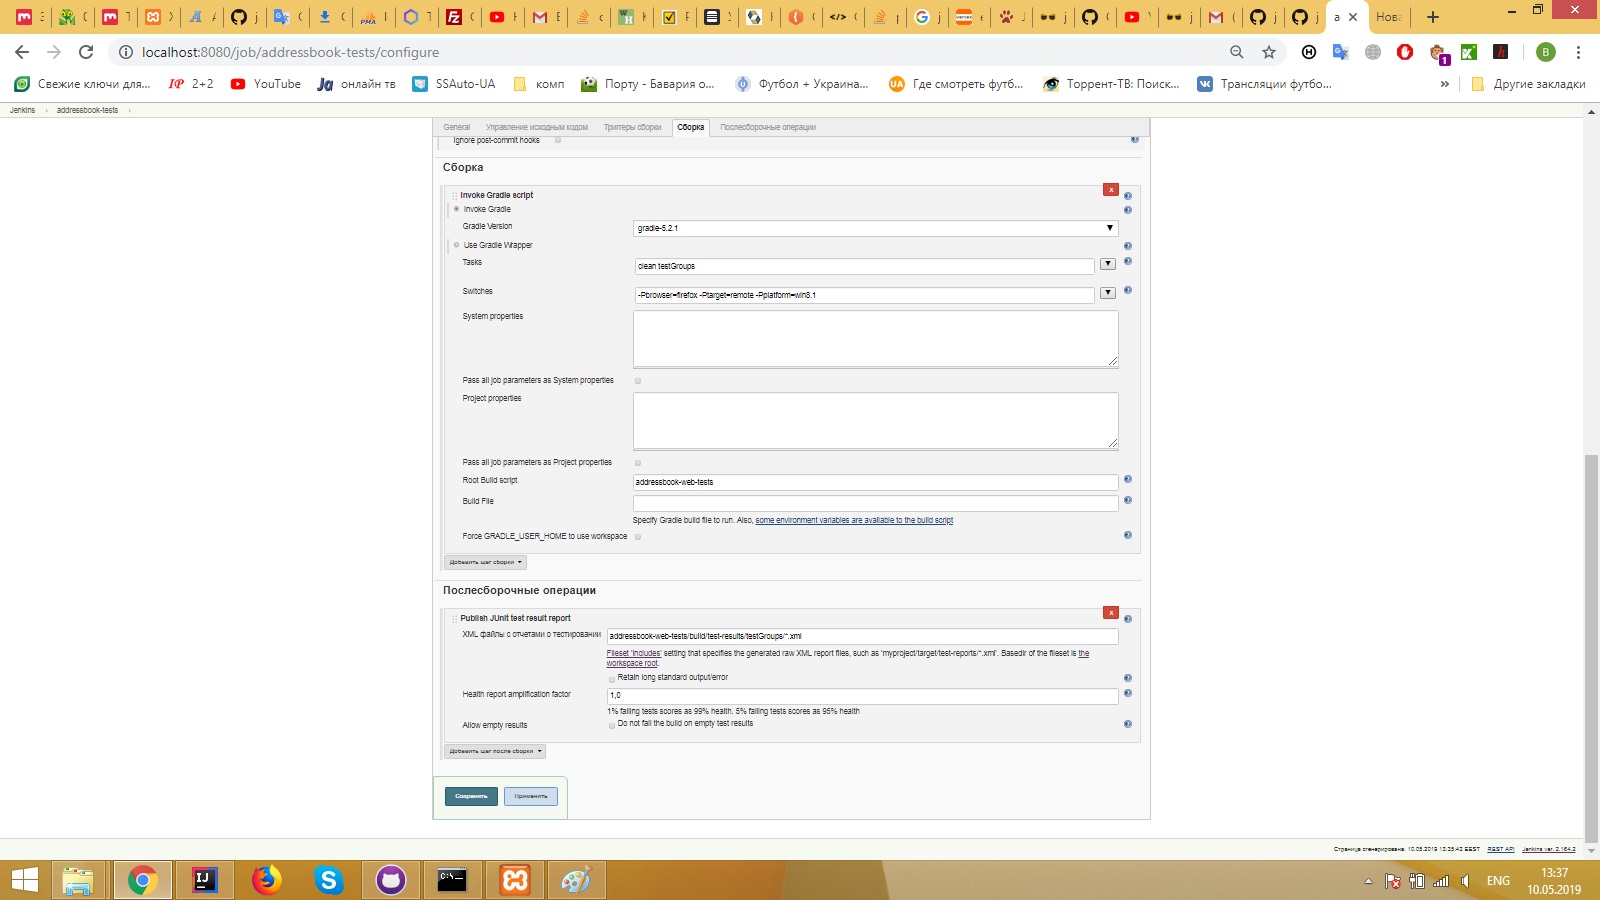 localhost:8080/job/addressbook-tests/configure
Свежие ключи для...
2+2
YouTube
онлайн тв
SSAuto-UA
комп
Порту - Бавария о...
Футбол + Украина...
Где смотреть футб...
Торрент-ТВ: Поиск...
Трансляции футбо...
»
Другие закладки
Jenkins › addressbook-tests ›
General Управление исходным кодом Триггеры сборки Сборка Послесборочные операции
Ignore post-commit hooks
Сборка
Invoke Gradle script
x
Invoke Gradle
Gradle Version
gradle-5.2.1
Use Gradle Wrapper
Tasks
clean testGroups
Switches
-Pbrowser=firefox -Ptarget=remote -Pplatform=win8.1
System properties
Pass all job parameters as System properties
Project properties
Pass all job parameters as Project properties
Root Build script
addressbook-web-tests
Build File
Specify Gradle build file to run. Also, some environment variables are available to the build script
Force GRADLE_USER_HOME to use workspace
Добавить шаг сборки
Послесборочные операции
Publish JUnit test result report
x
XML файлы с отчетами о тестировании
addressbook-web-tests/build/test-results/testGroups/*.xml
Fileset 'includes' setting that specifies the generated raw XML report files, such as 'myproject/target/test-reports/*.xml'. Basedir of the fileset is the
workspace root.
Retain long standard output/error
Health report amplification factor
1,0
1% failing tests scores as 99% health. 5% failing tests scores as 95% health
Allow empty results
Do not fail the build on empty test results
Добавить шаг после сборки
Сохранить
Применить
Страница сгенерирована: 10.05.2019 13:35:42 EEST REST API Jenkins ver. 2.164.2
ENG
13:37
10.05.2019